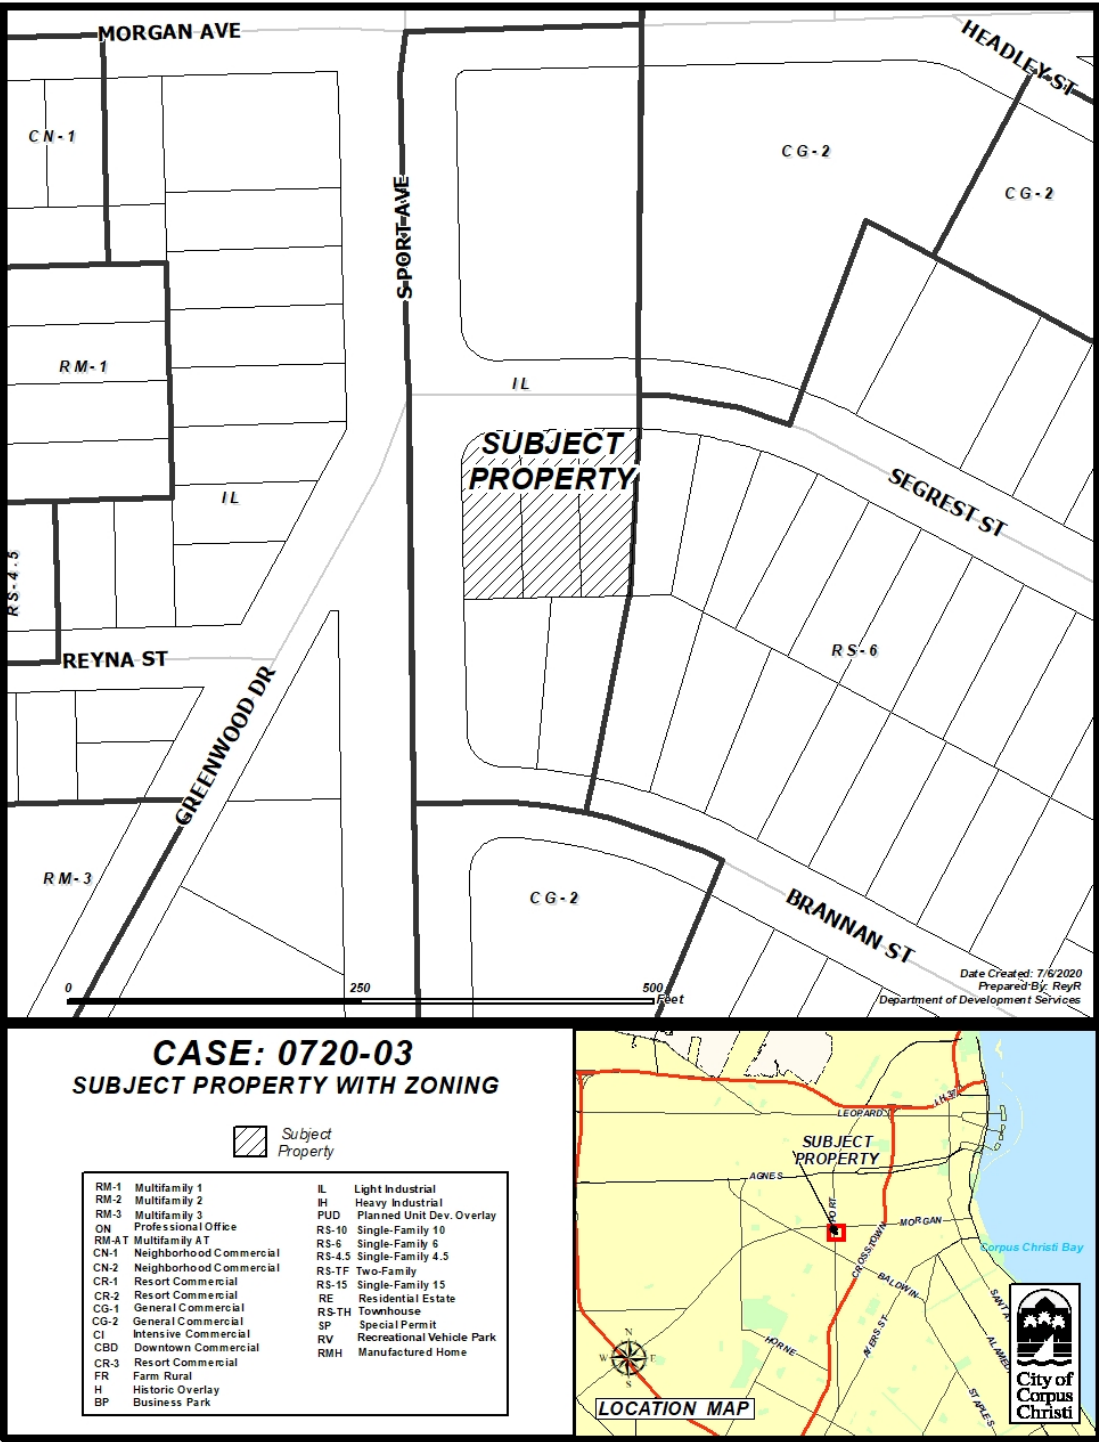 MORGAN AVE
HEADLEY ST
CN-1
CG-2
CG-2
S PORT AVE
RM-1
IL
SUBJECT
PROPERTY
IL
SEGREST ST
RS-4.5
RS-6
REYNA ST
GREENWOOD DR
RM-3
CG-2
BRANNAN ST
0 250 500
Feet
Date Created: 7/6/2020
Prepared By: ReyR
Department of Development Services
CASE: 0720-03
SUBJECT PROPERTY WITH ZONING
Subject
Property
RM-1 Multifamily 1
RM-2 Multifamily 2
RM-3 Multifamily 3
ON Professional Office
RM-AT Multifamily AT
CN-1 Neighborhood Commercial
CN-2 Neighborhood Commercial
CR-1 Resort Commercial
CR-2 Resort Commercial
CG-1 General Commercial
CG-2 General Commercial
CI Intensive Commercial
CBD Downtown Commercial
CR-3 Resort Commercial
FR Farm Rural
H Historic Overlay
BP Business Park
IL Light Industrial
IH Heavy Industrial
PUD Planned Unit Dev. Overlay
RS-10 Single-Family 10
RS-6 Single-Family 6
RS-4.5 Single-Family 4.5
RS-TF Two-Family
RS-15 Single-Family 15
RE Residential Estate
RS-TH Townhouse
SP Special Permit
RV Recreational Vehicle Park
RMH Manufactured Home
LEOPARD
I.H 37
SUBJECT
PROPERTY
AGNES
PORT
MORGAN
CROSSTOWN
Corpus Christi Bay
BALDWIN
AYERS ST
HORNE
STAPLES
N
W E
S
LOCATION MAP
City of
Corpus
Christi